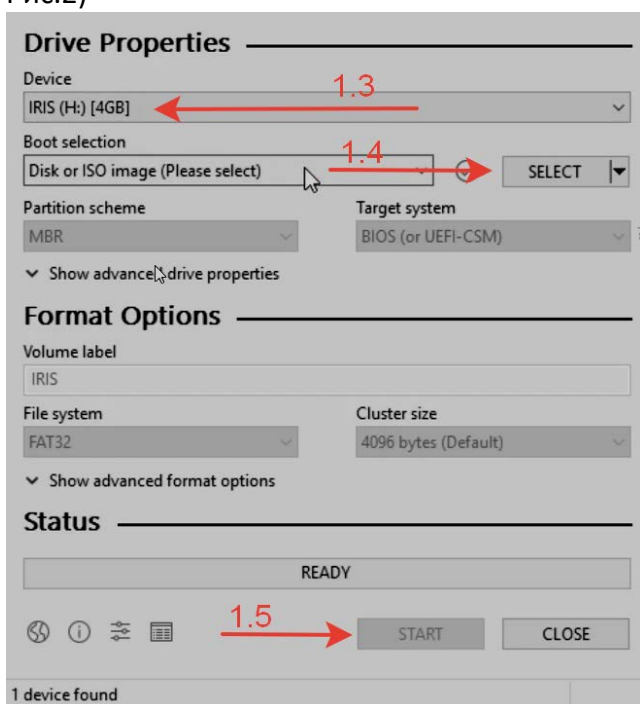 Рис.2)
Drive Properties
Device
1.3
IRIS (H:) [4GB]
Boot selection
1.4
Disk or ISO image (Please select)
SELECT
Partition scheme
Target system
MBR
BIOS (or UEFI-CSM)
Show advanced drive properties
Format Options
Volume label
IRIS
File system
Cluster size
FAT32
4096 bytes (Default)
Show advanced format options
Status
READY
1.5
START
CLOSE
1 device found